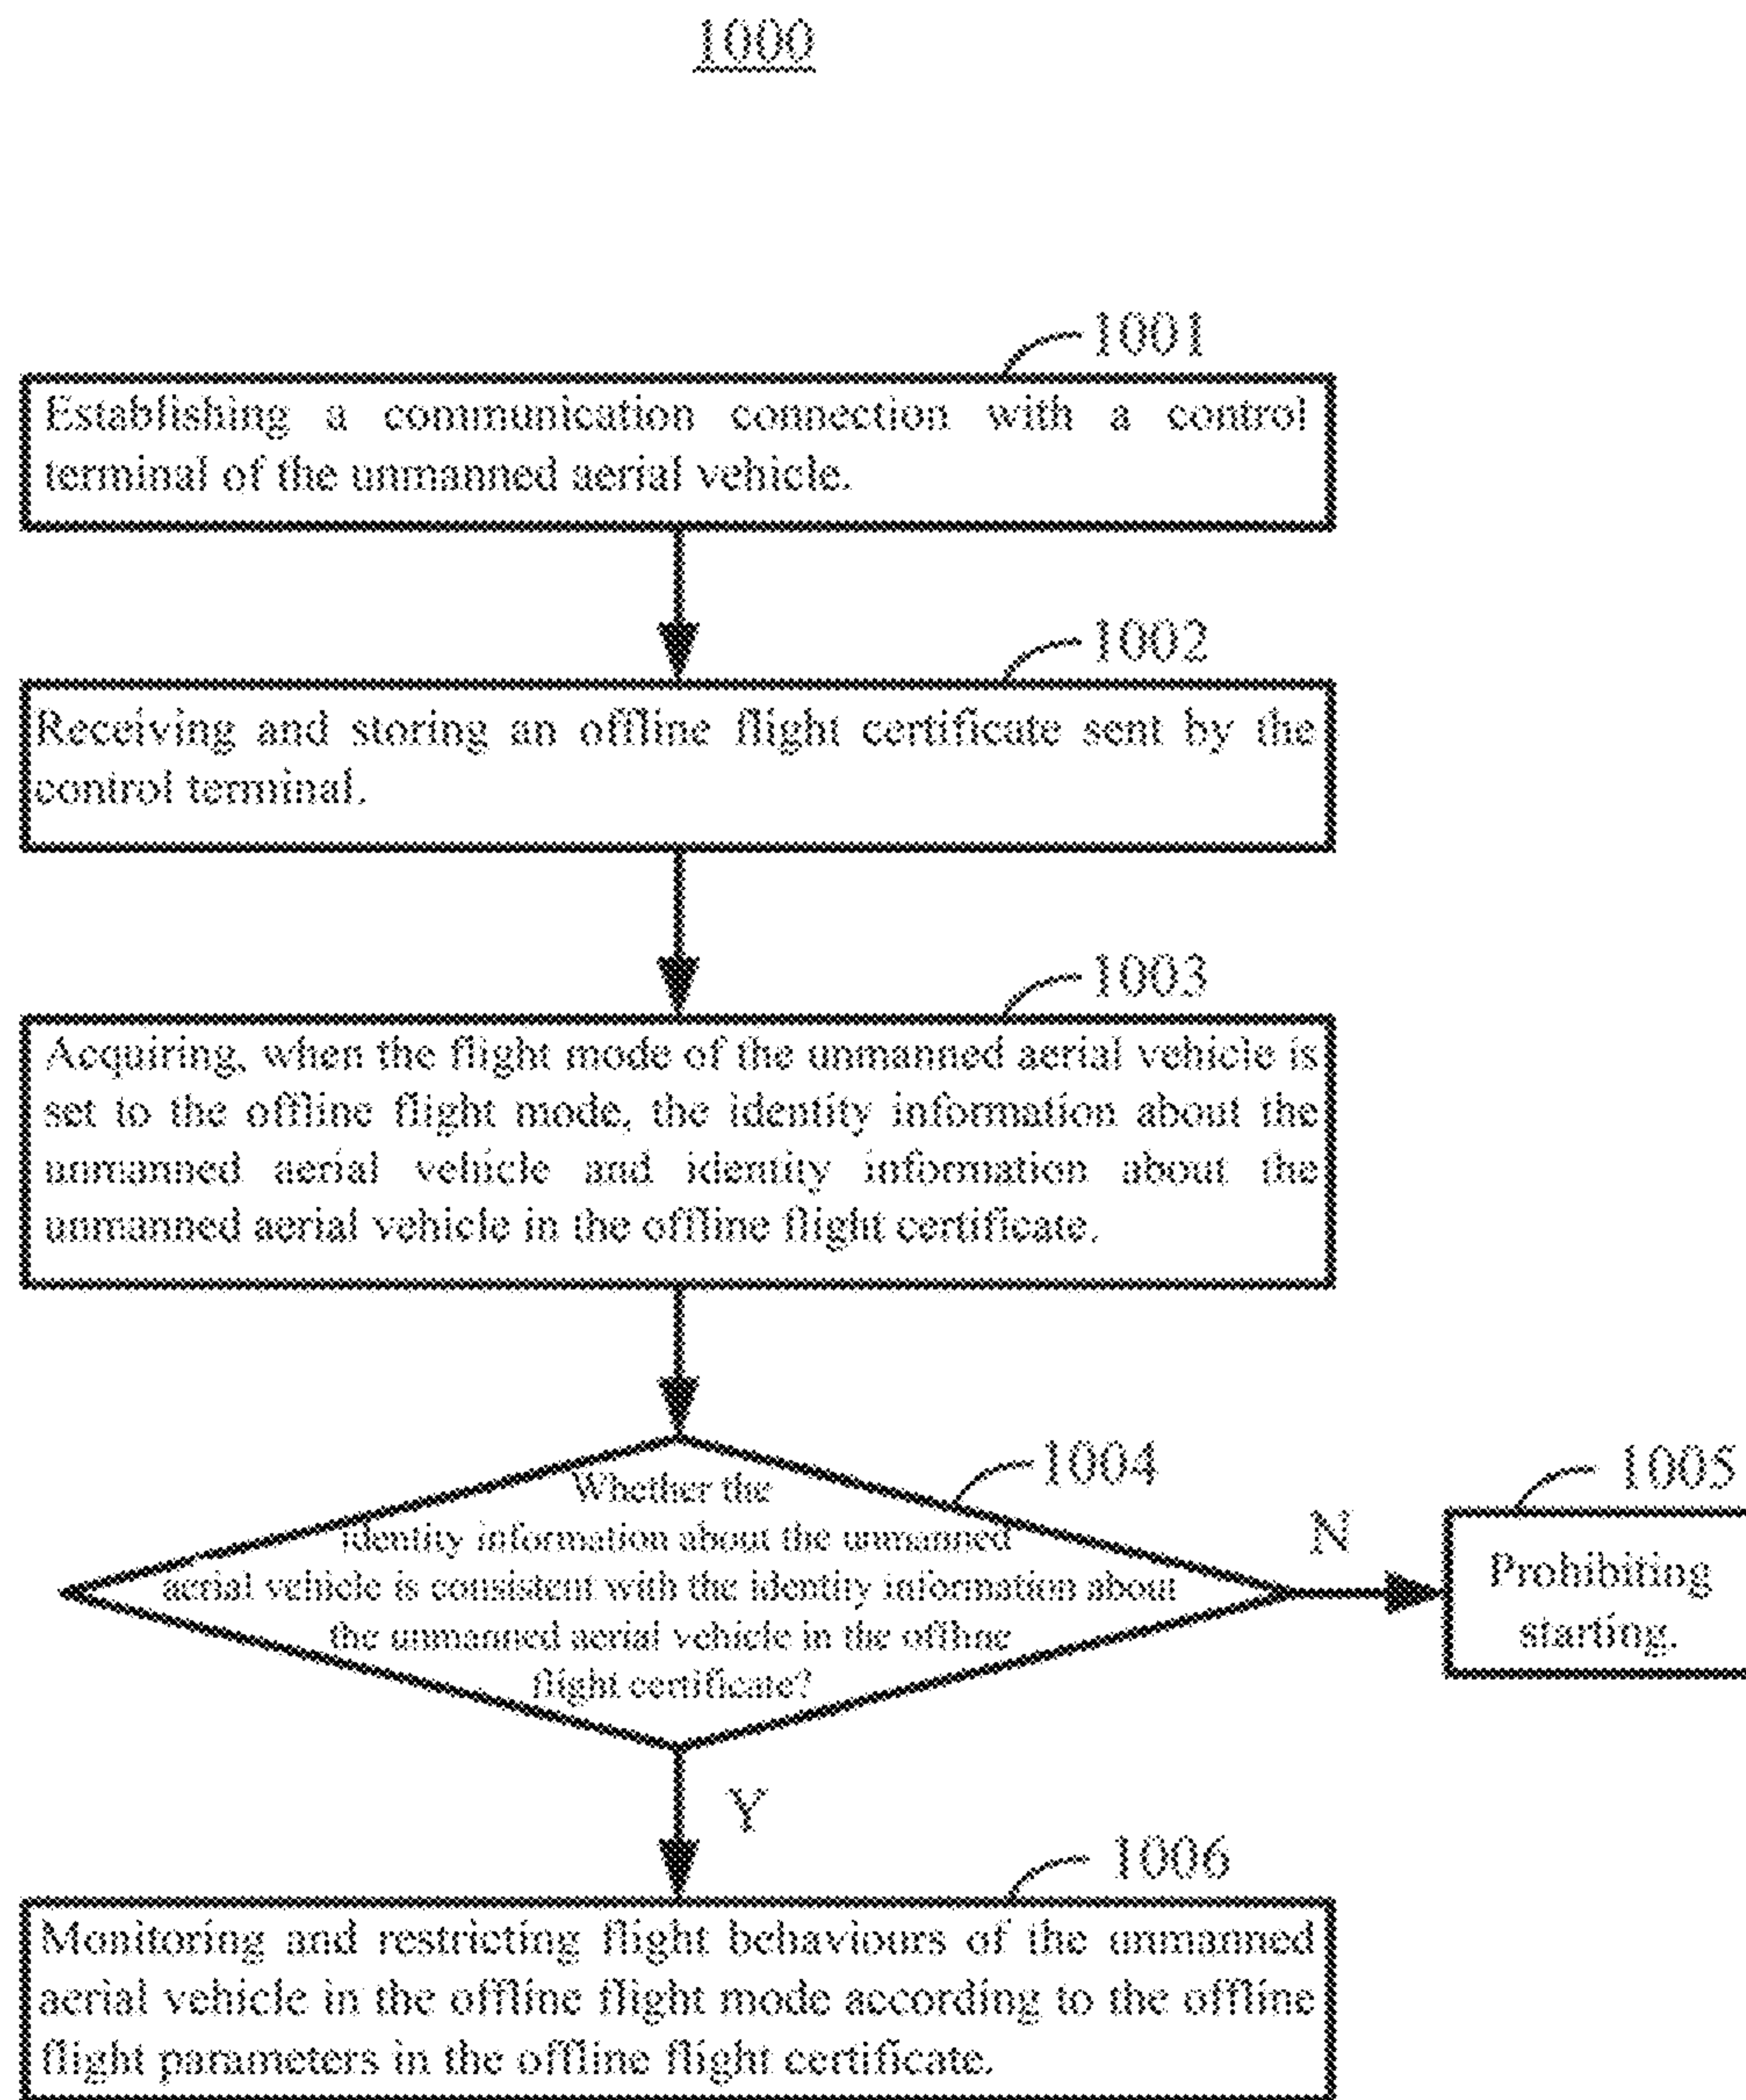 1000
1001
Establishing a communication connection with a control
terminal of the unmanned aerial vehicle.
1002
Receiving and storing an offline flight certificate sent by the
control terminal.
1003
Acquiring, when the flight mode of the unmanned aerial vehicle is
set to the offline flight mode, the identity information about the
unmanned aerial vehicle and identity information about the
unmanned aerial vehicle in the offline flight certificate.
1004
Whether the
identity information about the unmanned
aerial vehicle is consistent with the identity information about
the unmanned aerial vehicle in the offline
flight certificate?
N
1005
Prohibiting
starting.
Y
1006
Monitoring and restricting flight behaviours of the unmanned
aerial vehicle in the offline flight mode according to the offline
flight parameters in the offline flight certificate.